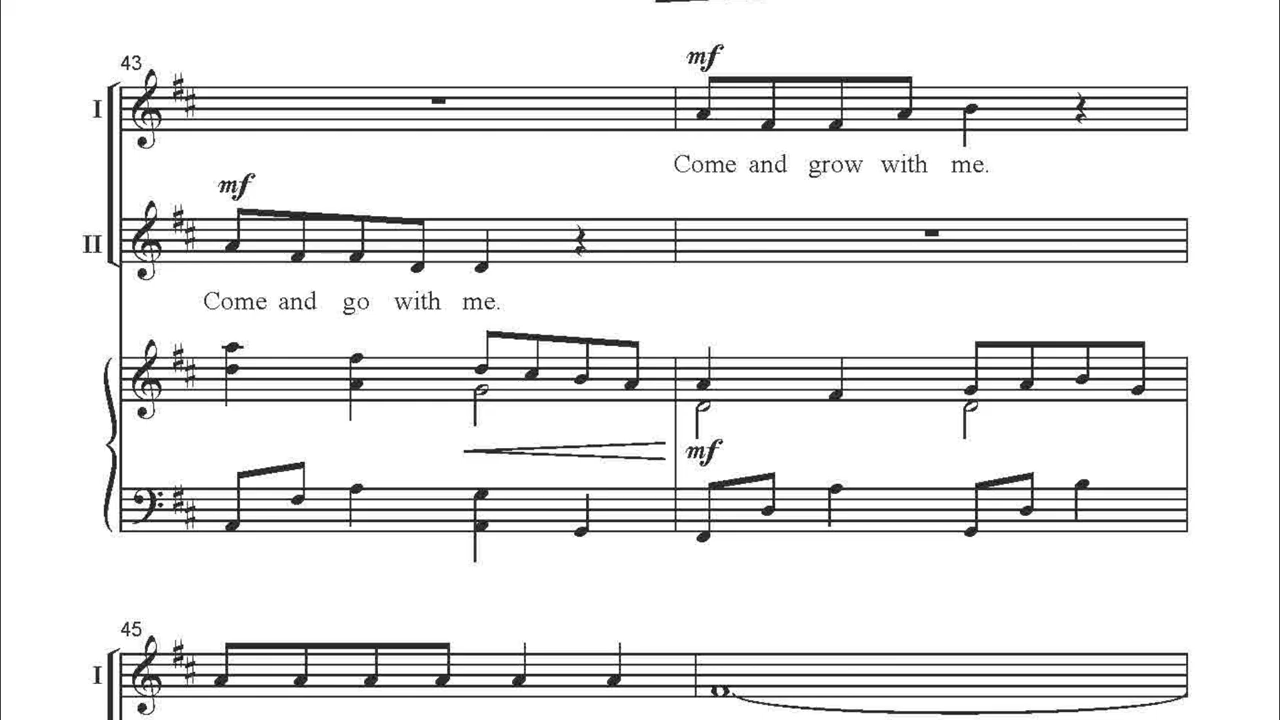 43
mf
I
Come and grow with me.
mf
II
Come and go with me.
mf
45
I